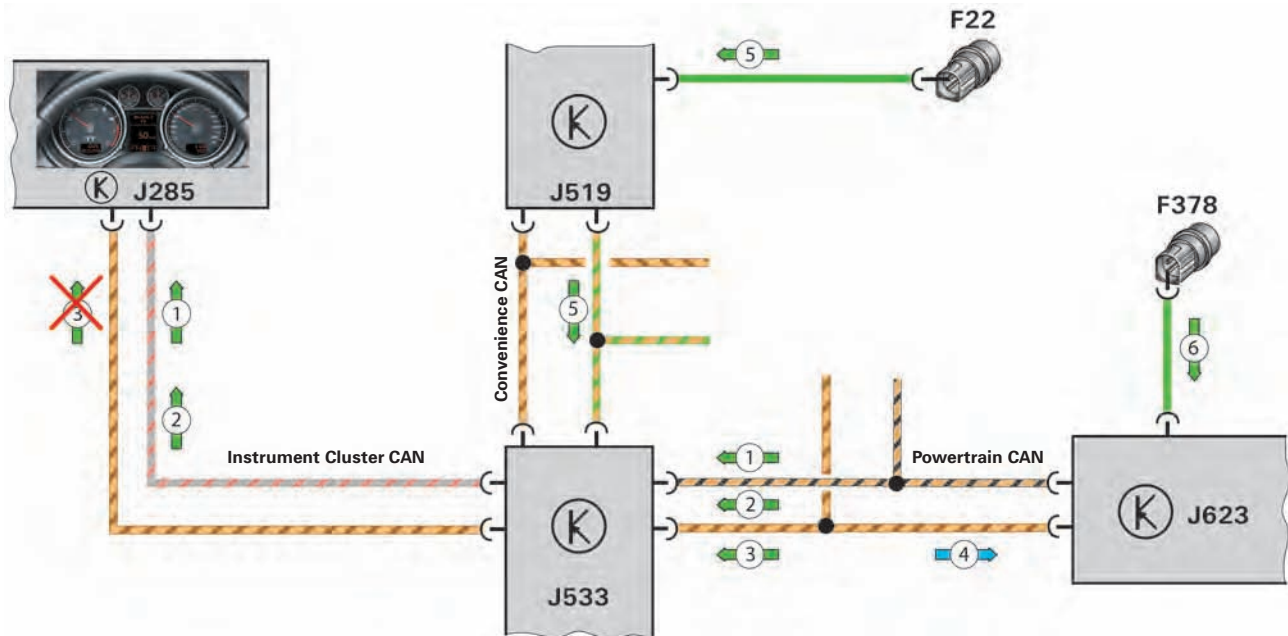 F22
5
J285
J519
F378
3
1
Convenience CAN
5
6
2
Instrument Cluster CAN
1
Powertrain CAN
2
J623
3
4
J533